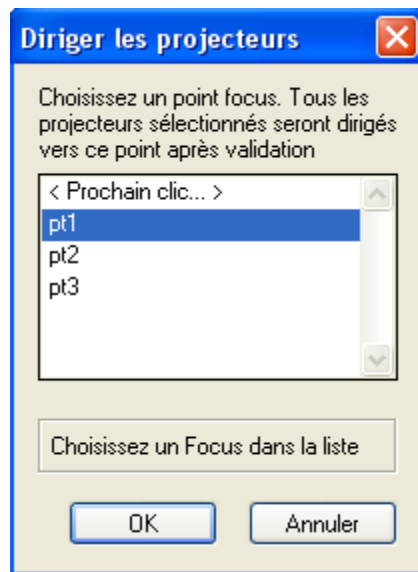 Diriger les projecteurs
Choisissez un point focus. Tous les
projecteurs sélectionnés seront dirigés
vers ce point après validation
< Prochain clic... >
pt1
pt2
pt3
Choisissez un Focus dans la liste
OK
Annuler